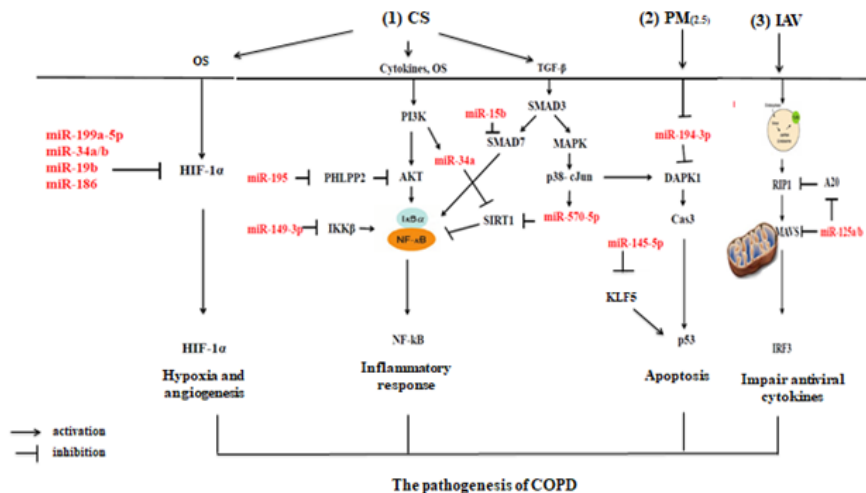 (1) CS
(2) PM(2.5)
(3) IAV
OS
Cytokines, OS
TGF-β
SMAD3
PI3K
miR-15b
SMAD7
MAPK
miR-199a-5p
miR-34a/b
miR-19b
miR-186
HIF-1α
miR-34a
miR-194-3p
miR-195
PHLPP2
AKT
p38- cJun
DAPK1
RIP1
A20
Cas3
IκBα
NF-κB
SIRT1
miR-570-5p
miR-149-3p
IKKβ
MAVS
miR-125a/b
miR-145-5p
KLF5
HIF-1α
NF-kB
p53
IRF3
Hypoxia and
angiogenesis
Inflammatory
response
Apoptosis
Impair antiviral
cytokines
activation
inhibition
The pathogenesis of COPD